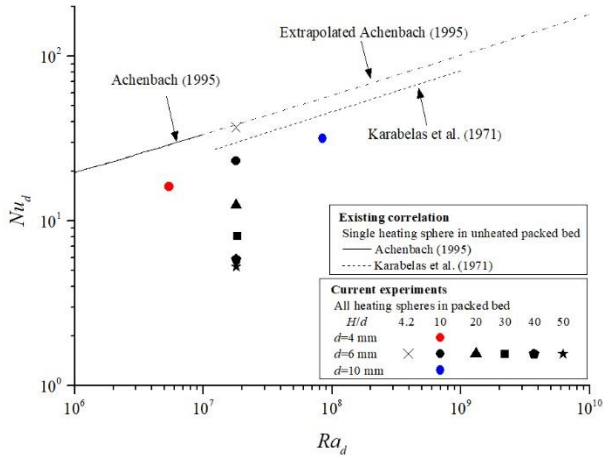 10²
Extrapolated Achenbach (1995)
Achenbach (1995)
Karabelas et al. (1971)
Nu_d
10¹
Existing correlation
Single heating sphere in unheated packed bed
Achenbach (1995)
Karabelas et al. (1971)
Current experiments
All heating spheres in packed bed
H/d 4.2 10 20 30 40 50
d=4 mm
d=6 mm
d=10 mm
10⁰
10⁶ 10⁷ 10⁸ 10⁹ 10¹⁰
Ra_d